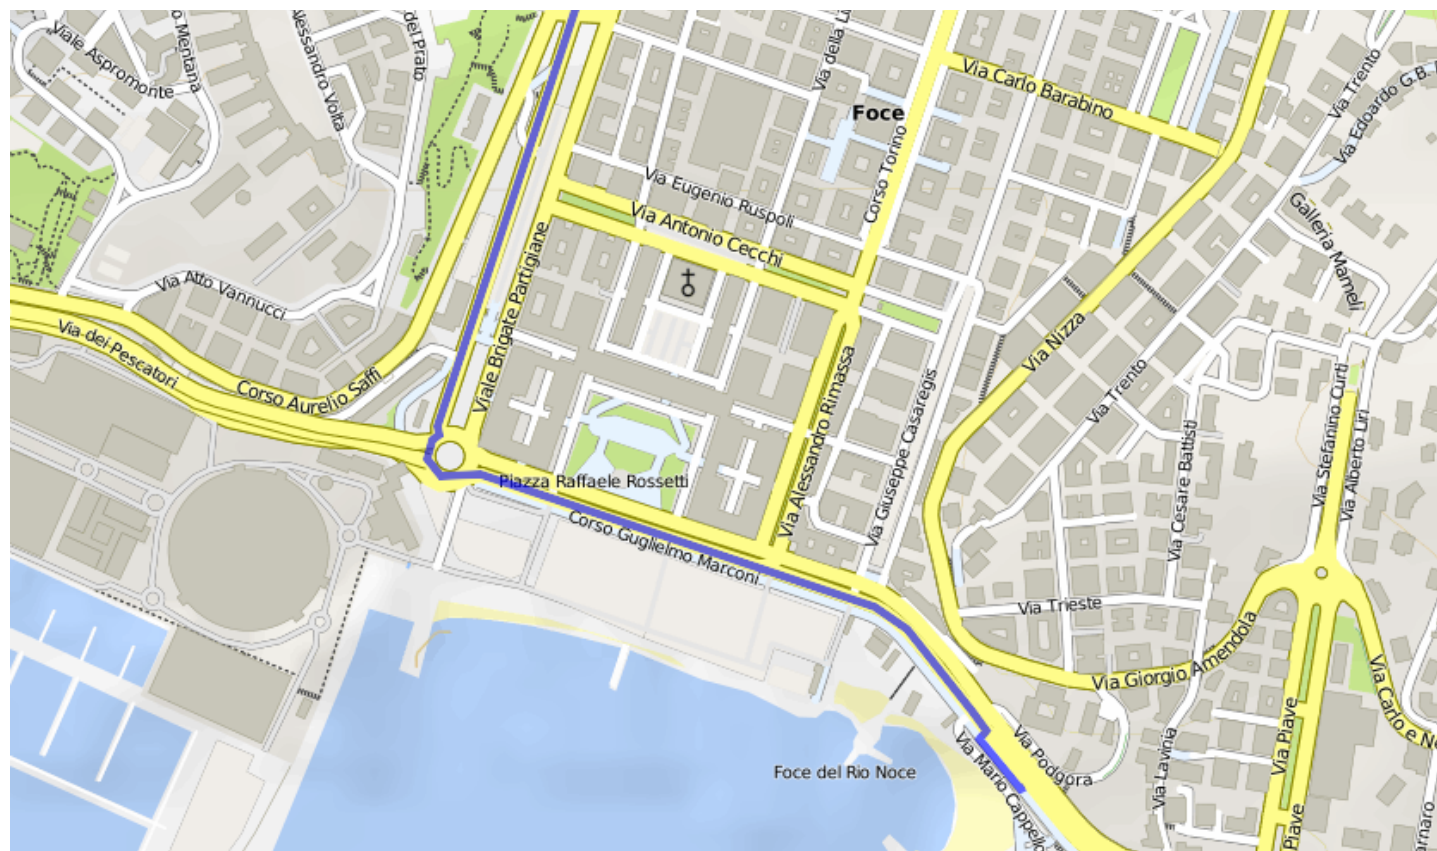 Viale Aspromonte
o Mentana
Alessandro Volta
del Prato
Via della L
Foce
Via Carlo Barabino
Via Trento
Via Edoardo G.B.
Corso Torino
Via Eugenio Ruspoli
Via Antonio Cecchi
Galleria Mameli
Via Atto Vannucci
Viale Brigate Partigiane
Via dei Pescatori
Corso Aurelio Saffi
Via Nizza
Via Trento
Via Alessandro Rimassa
Via Giuseppe Casaregis
Via Cesare Battisti
Via Stefanino Curti
Via Alberto Liri
Piazza Raffaele Rossetti
Corso Guglielmo Marconi
Via Trieste
Via Giorgio Amendola
Via Carlo e Ne
Via Piave
Via Podgora
Via Mario Cappello
Via Lavinia
Foce del Rio Noce
Piave
arnaro